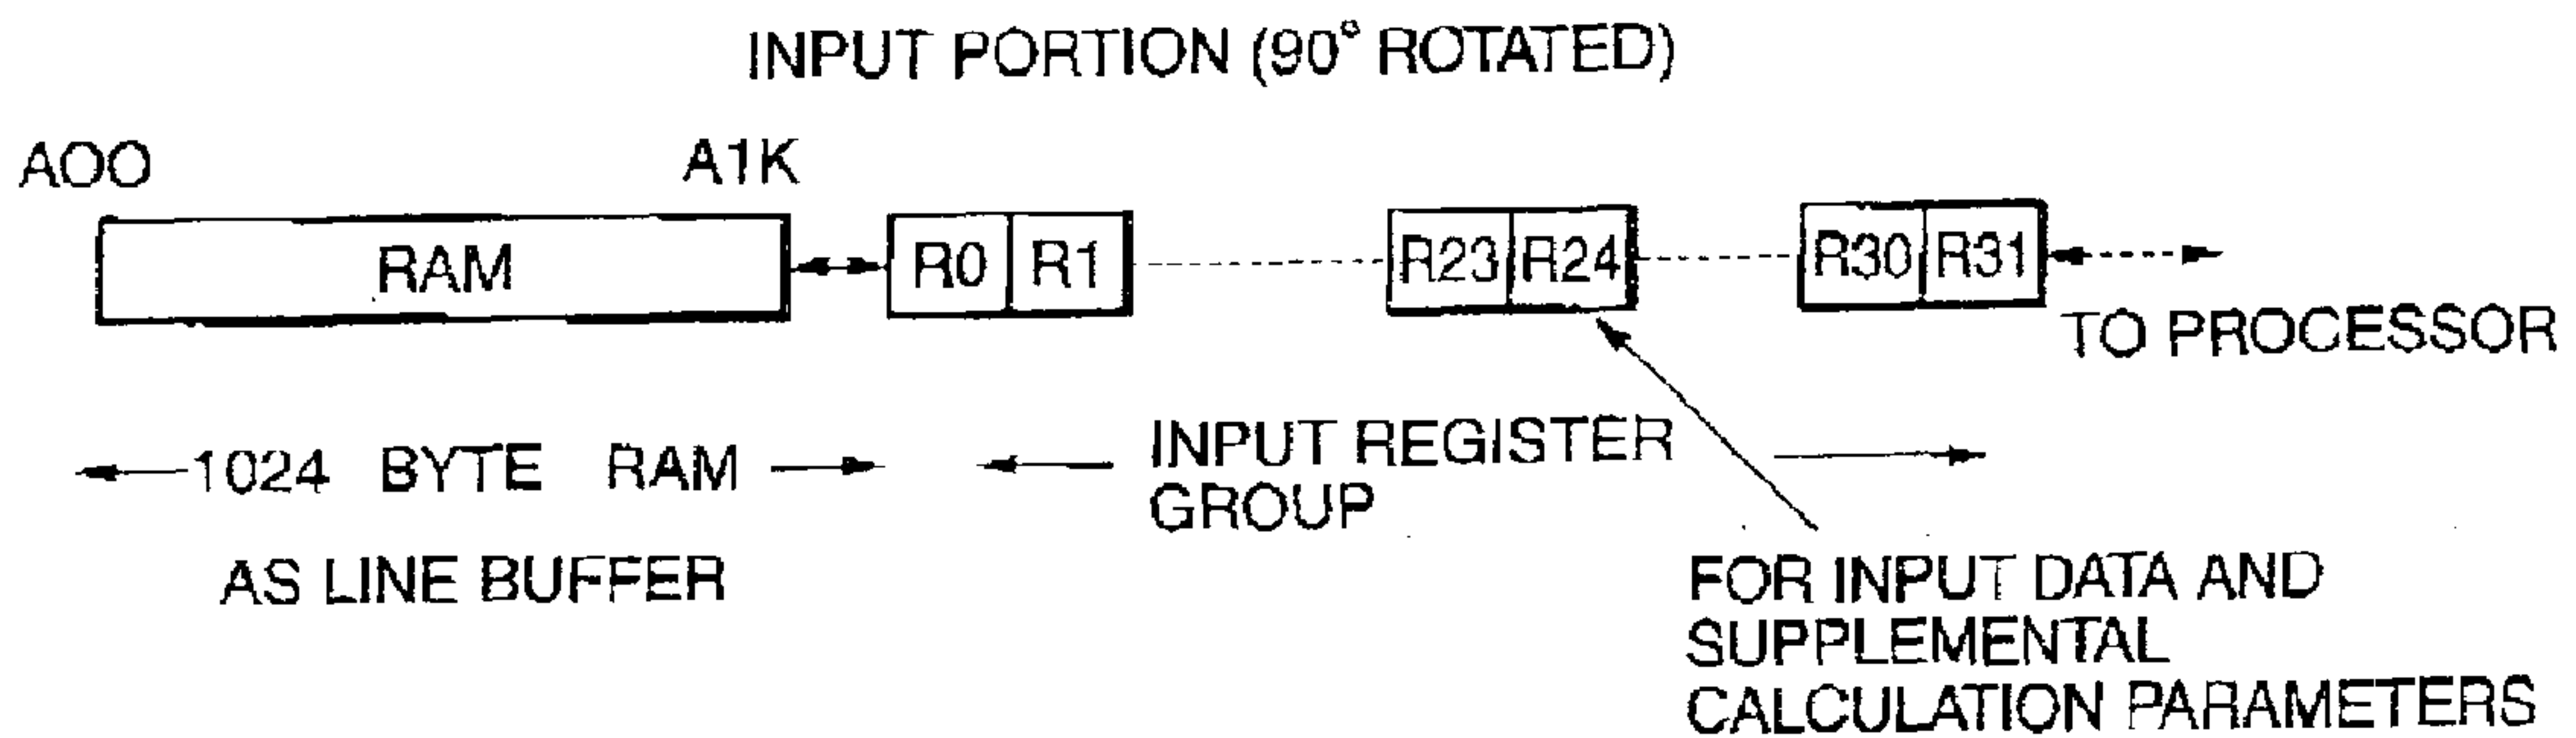 INPUT PORTION (90° ROTATED)
A00
A1K
RAM
R0
R1
R23
R24
R30
R31
TO PROCESSOR
1024 BYTE RAM
AS LINE BUFFER
INPUT REGISTER
GROUP
FOR INPUT DATA AND
SUPPLEMENTAL
CALCULATION PARAMETERS